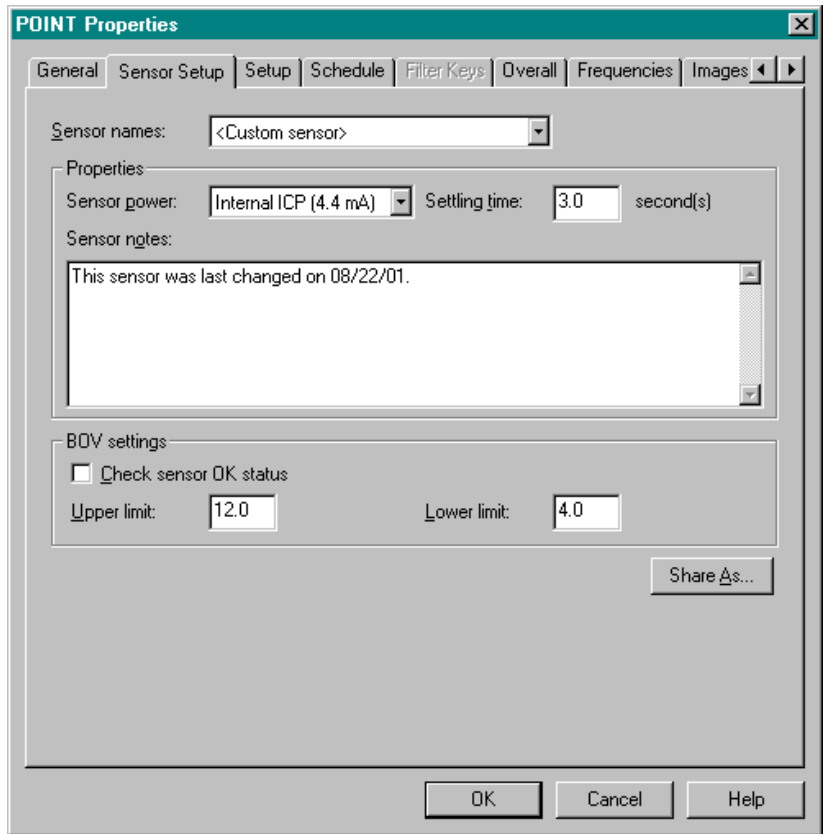 POINT Properties
General Sensor Setup Setup Schedule Filter Keys Overall Frequencies Images
Sensor names: <Custom sensor>
Properties
Sensor power: Internal ICP (4.4 mA) Settling time: 3.0 second(s)
Sensor notes:
This sensor was last changed on 08/22/01.
BOV settings
Check sensor OK status
Upper limit: 12.0 Lower limit: 4.0
Share As...
OK Cancel Help